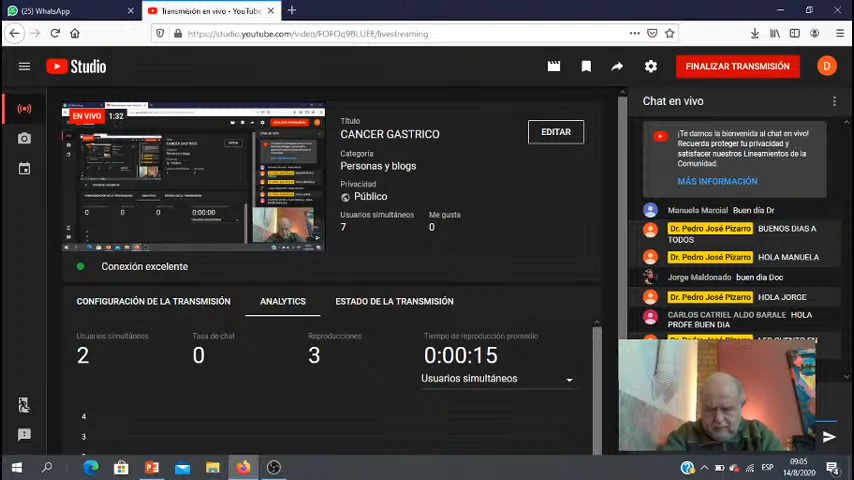 (25) WhatsApp
Transmisión en vivo - YouTube
https://studio.youtube.com/video/FOFOq9BLUEE/livestreaming
Studio
FINALIZAR TRANSMISIÓN
D
EN VIVO 1:32
Título
CANCER GASTRICO
EDITAR
Categoría
Personas y blogs
Privacidad
Público
Usuarios simultáneos
Me gusta
7
0
Conexión excelente
CONFIGURACIÓN DE LA TRANSMISIÓN
ANALYTICS
ESTADO DE LA TRANSMISIÓN
Usuarios simultáneos
Tasa de chat
Reproducciones
Tiempo de reproducción promedio
2
0
3
0:00:15
Usuarios simultáneos
4
3
Chat en vivo
¡Te damos la bienvenida al chat en vivo!
Recuerda proteger tu privacidad y
satisfacer nuestros Lineamientos de la
Comunidad.
MÁS INFORMACIÓN
Manuela Marcial Buen día Dr
Dr. Pedro José Pizarro BUENOS DIAS A
TODOS
Dr. Pedro José Pizarro HOLA MANUELA
Jorge Maldonado buen dia Doc
Dr. Pedro José Pizarro HOLA JORGE
CARLOS CATRIEL ALDO BARALE HOLA
PROFE BUEN DIA
ESP
09:05
14/8/2020
4